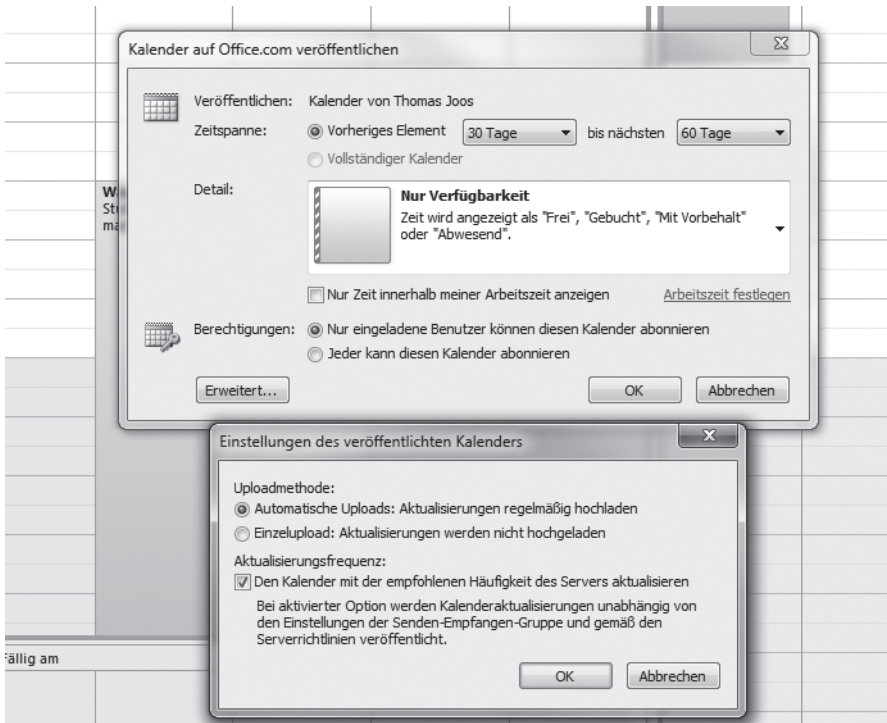 Kalender auf Office.com veröffentlichen
Veröffentlichen: Kalender von Thomas Joos
Zeitspanne: Vorheriges Element 30 Tage bis nächsten 60 Tage
Vollständiger Kalender
Detail: Nur Verfügbarkeit
Zeit wird angezeigt als "Frei", "Gebucht", "Mit Vorbehalt"
oder "Abwesend".
Nur Zeit innerhalb meiner Arbeitszeit anzeigen Arbeitszeit festlegen
Berechtigungen: Nur eingeladene Benutzer können diesen Kalender abonnieren
Jeder kann diesen Kalender abonnieren
Erweitert... OK Abbrechen
Einstellungen des veröffentlichten Kalenders
Uploadmethode:
Automatische Uploads: Aktualisierungen regelmäßig hochladen
Einzelupload: Aktualisierungen werden nicht hochgeladen
Aktualisierungsfrequenz:
Den Kalender mit der empfohlenen Häufigkeit des Servers aktualisieren
Bei aktivierter Option werden Kalenderaktualisierungen unabhängig von
den Einstellungen der Senden-Empfangen-Gruppe und gemäß den
Serverrichtlinien veröffentlicht.
OK Abbrechen
Fällig am